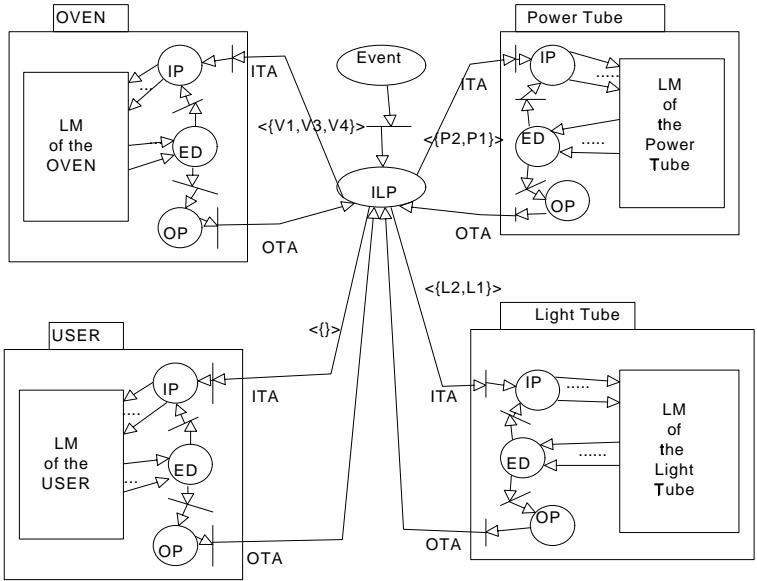 OVEN
IP
ITA
....
LM
of the
OVEN
ED
OP
OTA
Event
<{V1,V3,V4}>
ILP
<{P2,P1}>
Power Tube
IP
ITA
......
LM
of
the
Power
Tube
ED
.....
OP
OTA
<{}>
<{L2,L1}>
USER
IP
ITA
....
LM
of the
USER
ED
....
OP
OTA
Light Tube
IP
ITA
.....
LM
of
the
Light
Tube
ED
......
OP
OTA